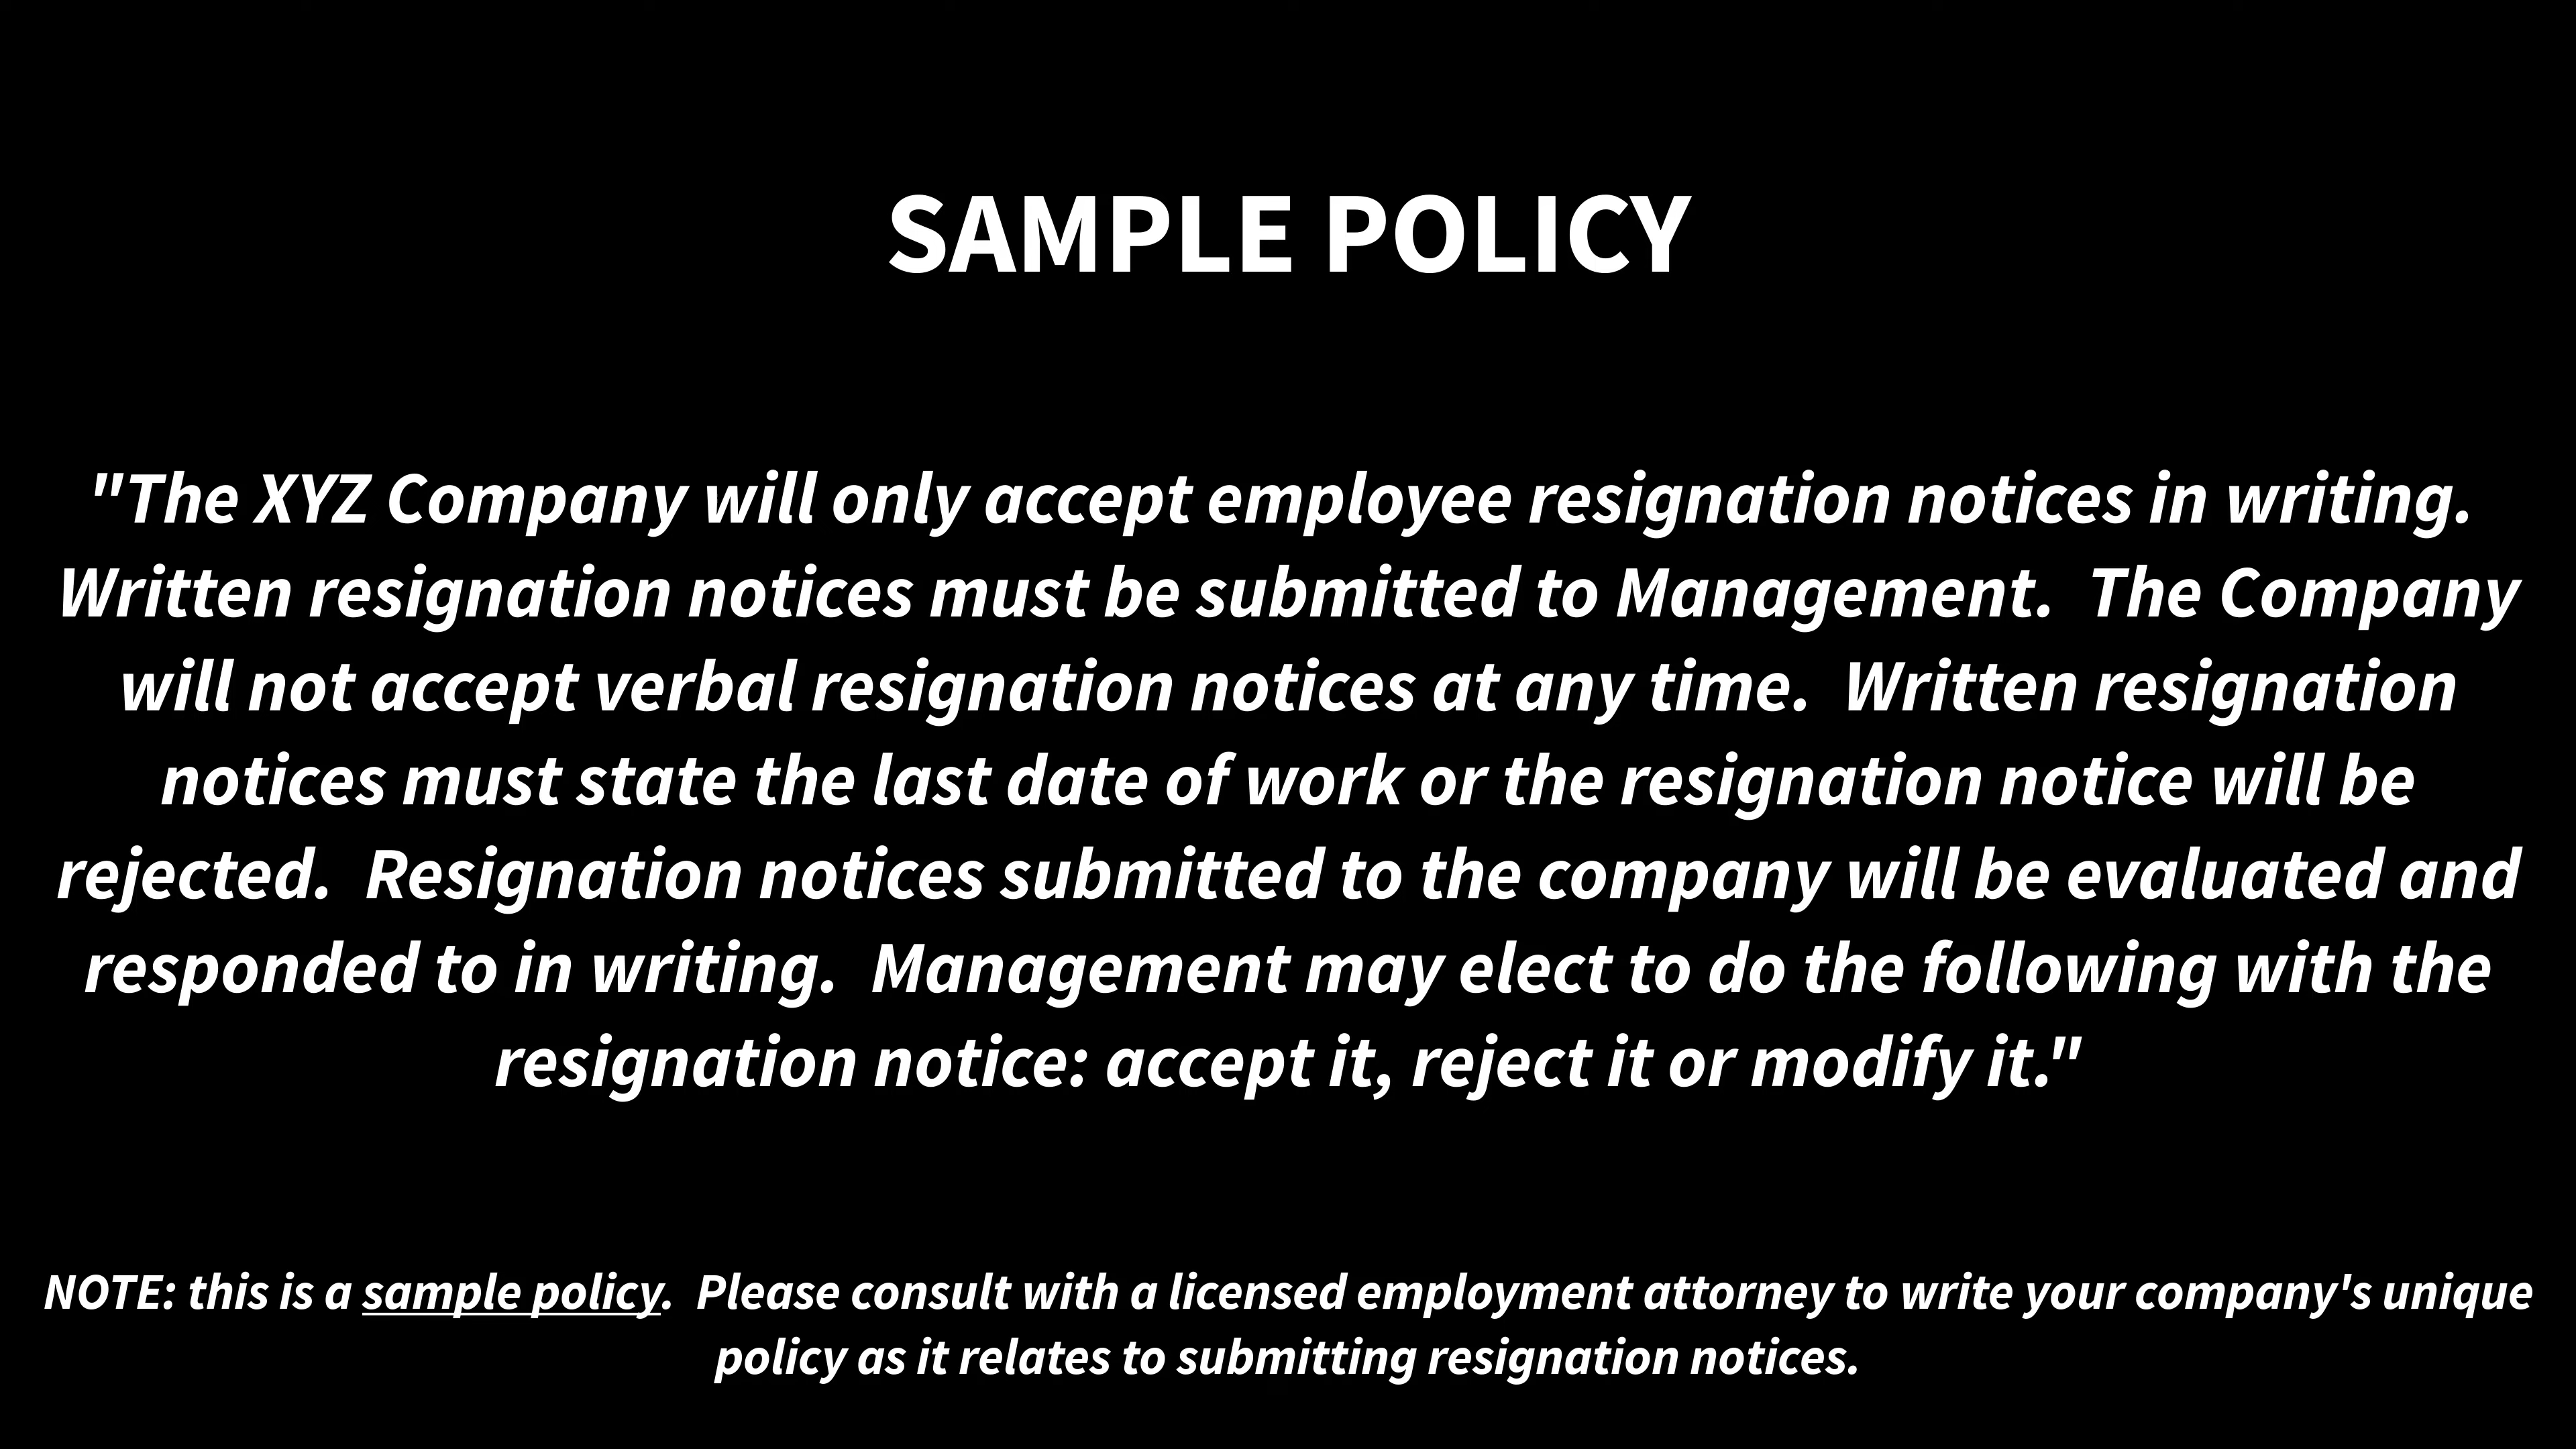 SAMPLE POLICY
"The XYZ Company will only accept employee resignation notices in writing.
Written resignation notices must be submitted to Management.  The Company
will not accept verbal resignation notices at any time.  Written resignation
notices must state the last date of work or the resignation notice will be
rejected.  Resignation notices submitted to the company will be evaluated and
responded to in writing.  Management may elect to do the following with the
resignation notice: accept it, reject it or modify it."
NOTE: this is a sample policy.  Please consult with a licensed employment attorney to write your company's unique
policy as it relates to submitting resignation notices.